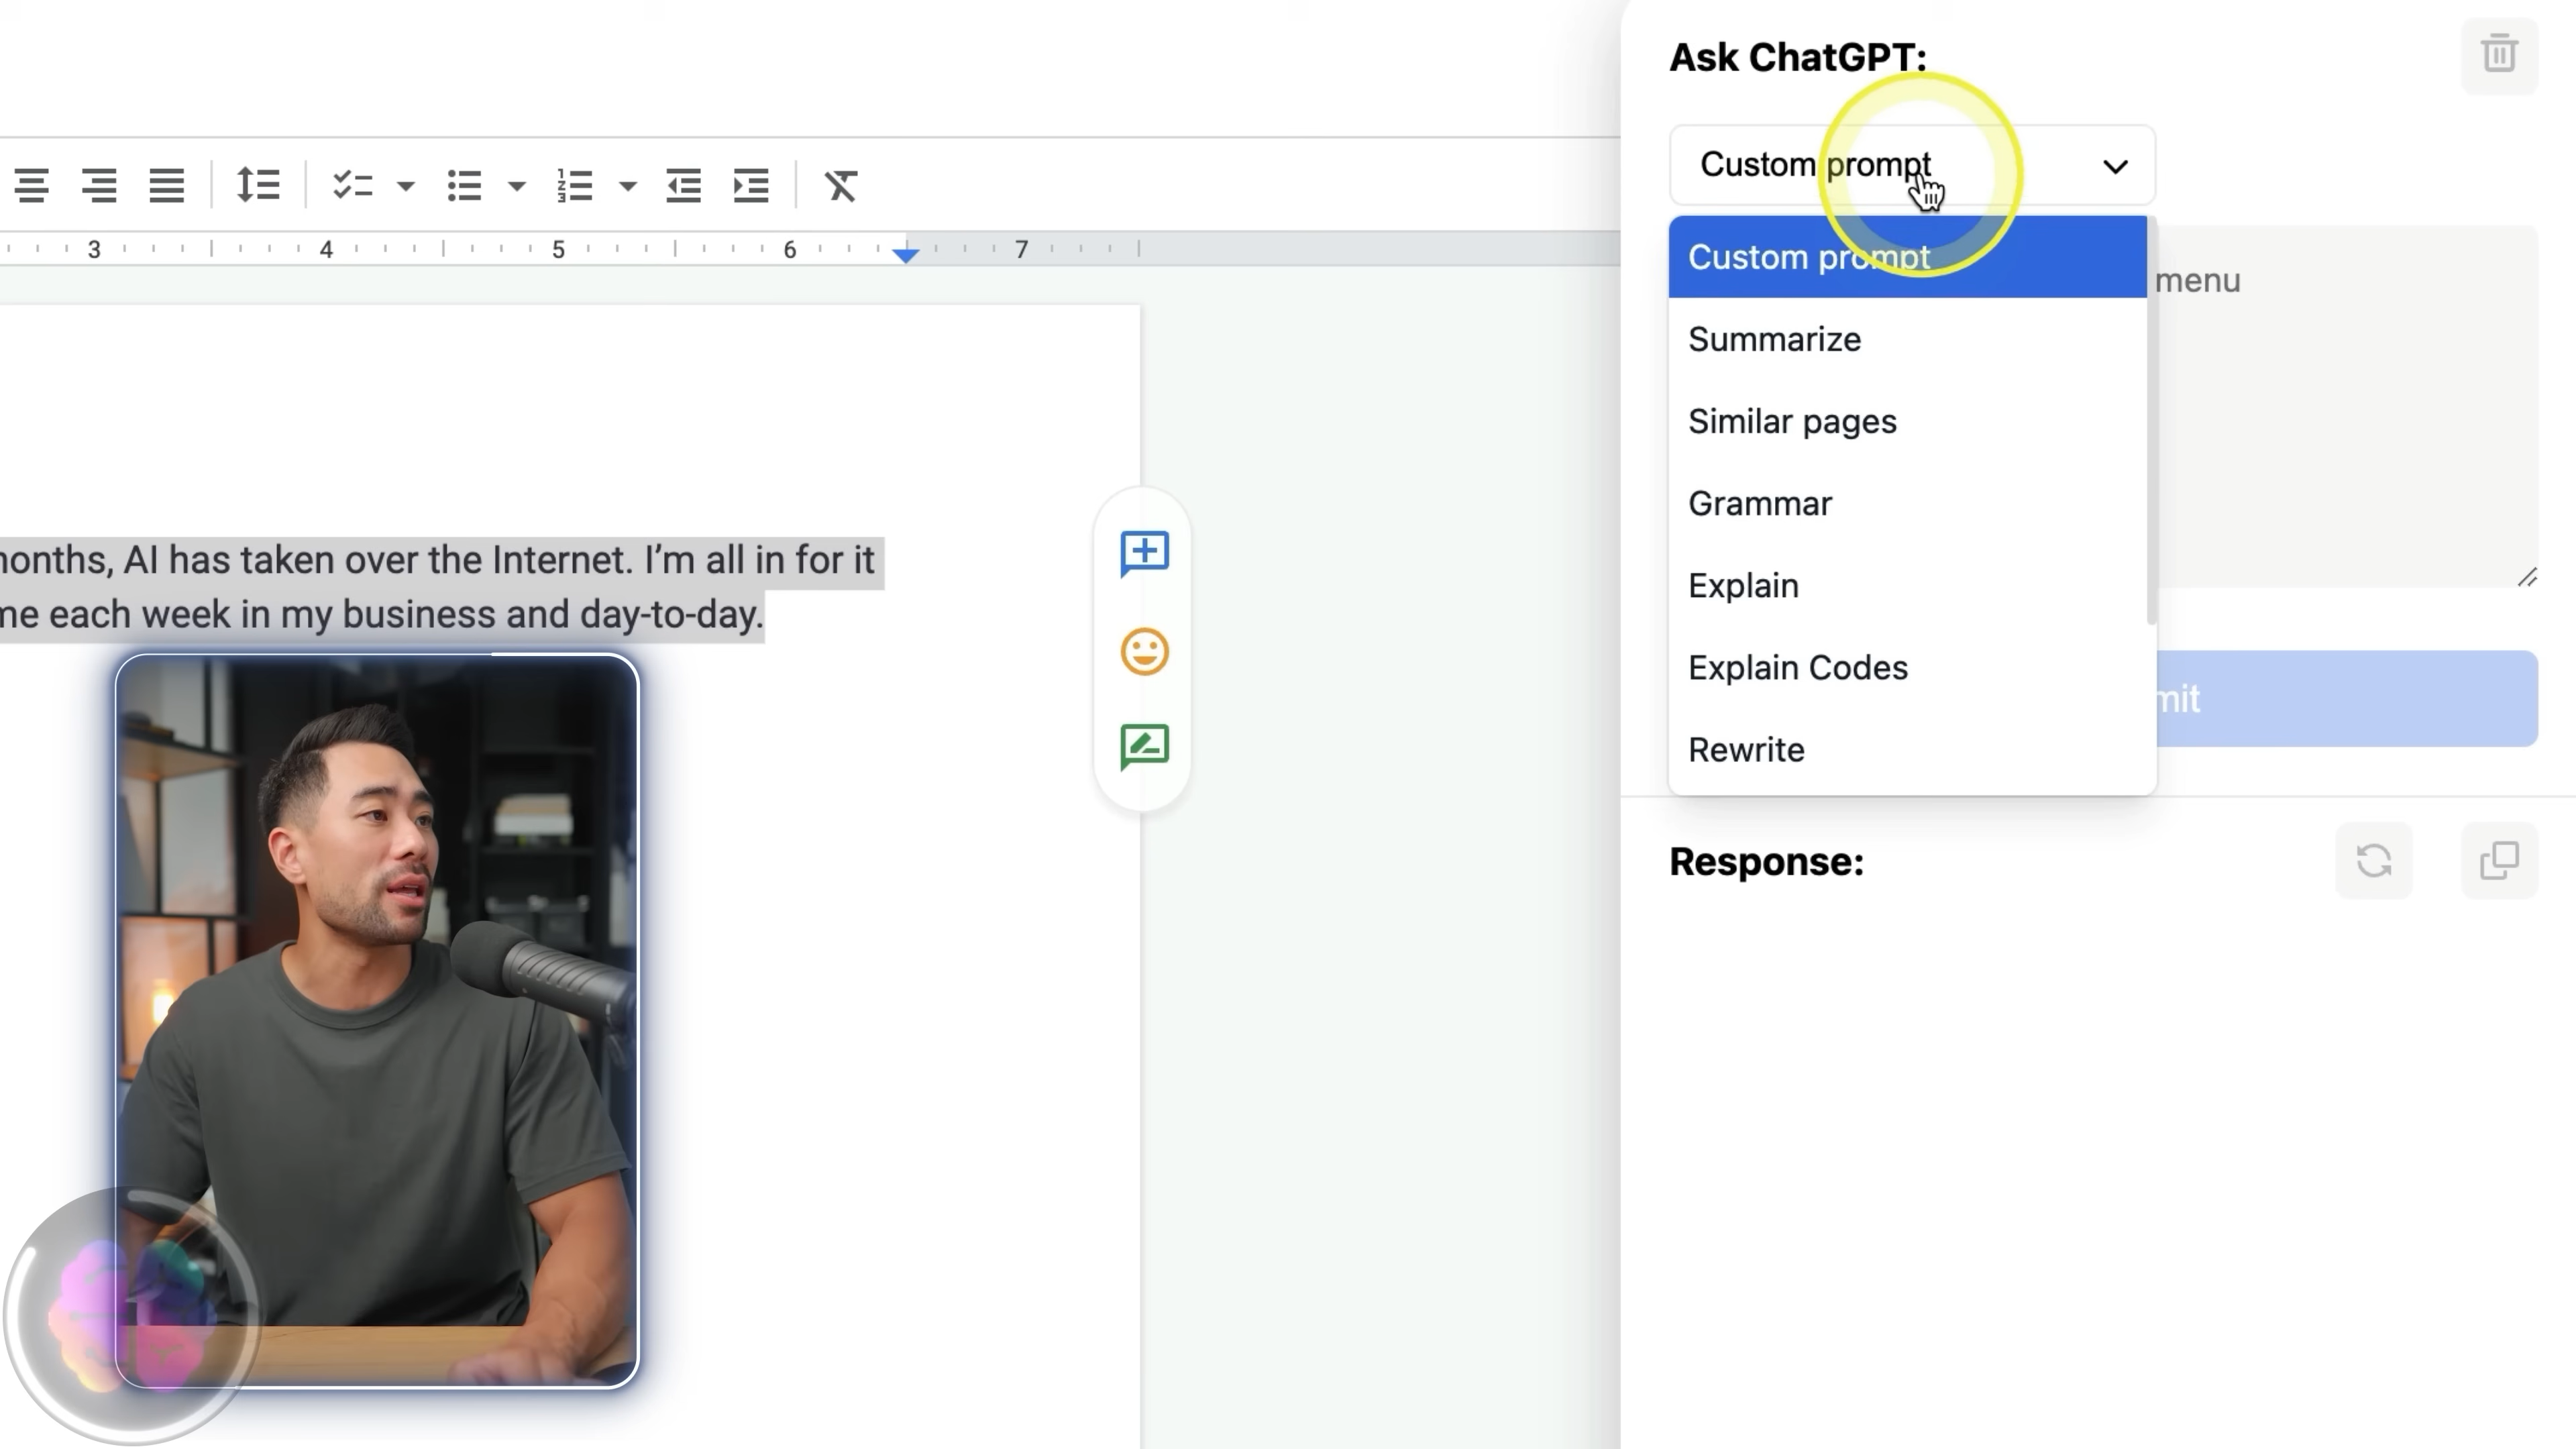 Ask ChatGPT:
Custom prompt
Custom prompt
menu
Summarize
Similar pages
Grammar
Explain
Explain Codes
mit
Rewrite
Response:
3 4 5 6 7
months, AI has taken over the Internet. I’m all in for it
me each week in my business and day-to-day.